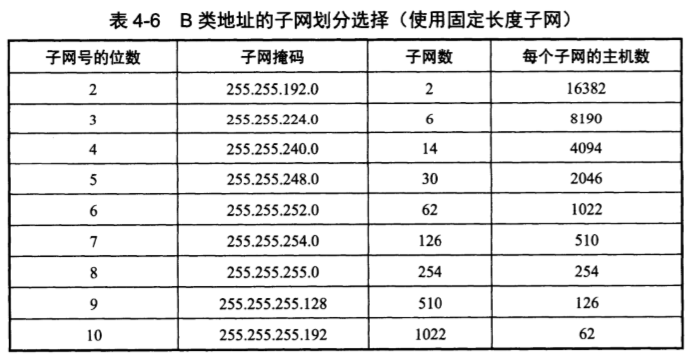 表 4-6 B 类地址的子网划分选择（使用固定长度子网）
子网号的位数 子网掩码 子网数 每个子网的主机数
2 255.255.192.0 2 16382
3 255.255.224.0 6 8190
4 255.255.240.0 14 4094
5 255.255.248.0 30 2046
6 255.255.252.0 62 1022
7 255.255.254.0 126 510
8 255.255.255.0 254 254
9 255.255.255.128 510 126
10 255.255.255.192 1022 62